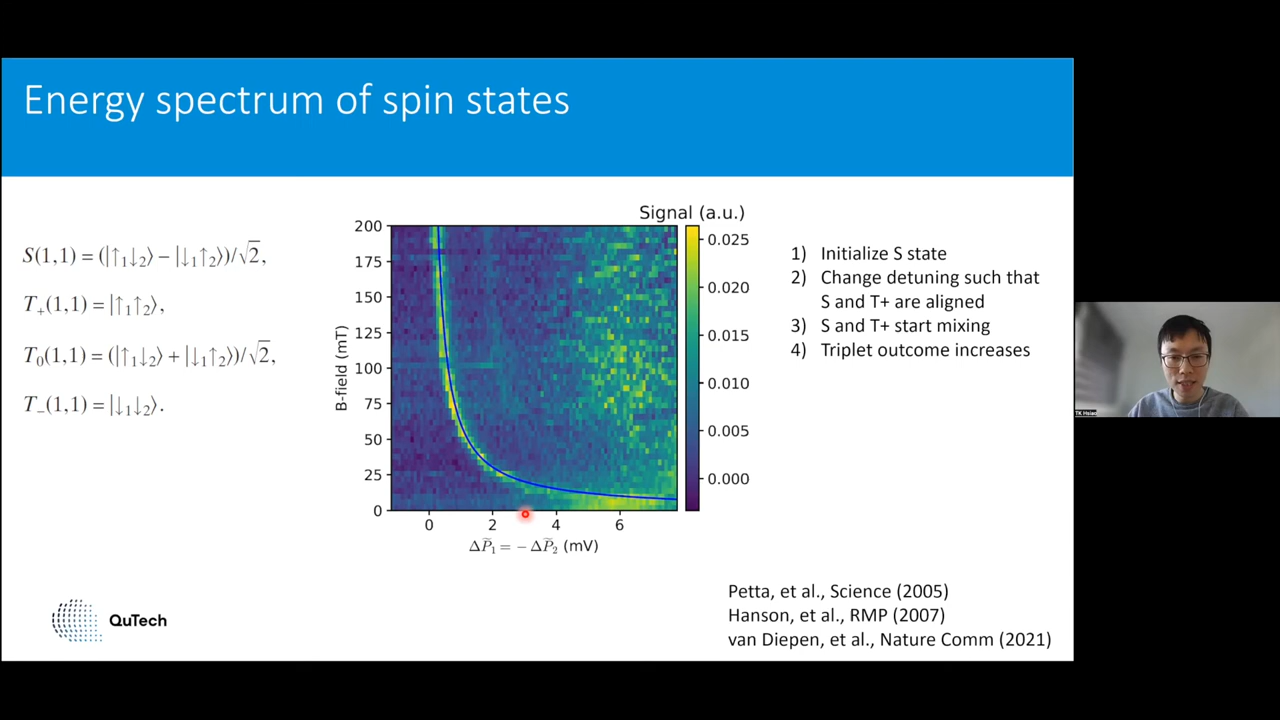 Energy spectrum of spin states
S(1,1) = (|↑₁↓₂⟩ − |↓₁↑₂⟩)/√2,
T₊(1,1) = |↑₁↑₂⟩,
T₀(1,1) = (|↑₁↓₂⟩ + |↓₁↑₂⟩)/√2,
T₋(1,1) = |↓₁↓₂⟩.
Signal (a.u.)
B-field (mT)
200
175
150
125
100
75
50
25
0
0 2 4 6
ΔP̃₁ = − ΔP̃₂ (mV)
0.025
0.020
0.015
0.010
0.005
0.000
1) Initialize S state
2) Change detuning such that
S and T+ are aligned
3) S and T+ start mixing
4) Triplet outcome increases
TK Hsiao
Petta, et al., Science (2005)
Hanson, et al., RMP (2007)
van Diepen, et al., Nature Comm (2021)
QuTech